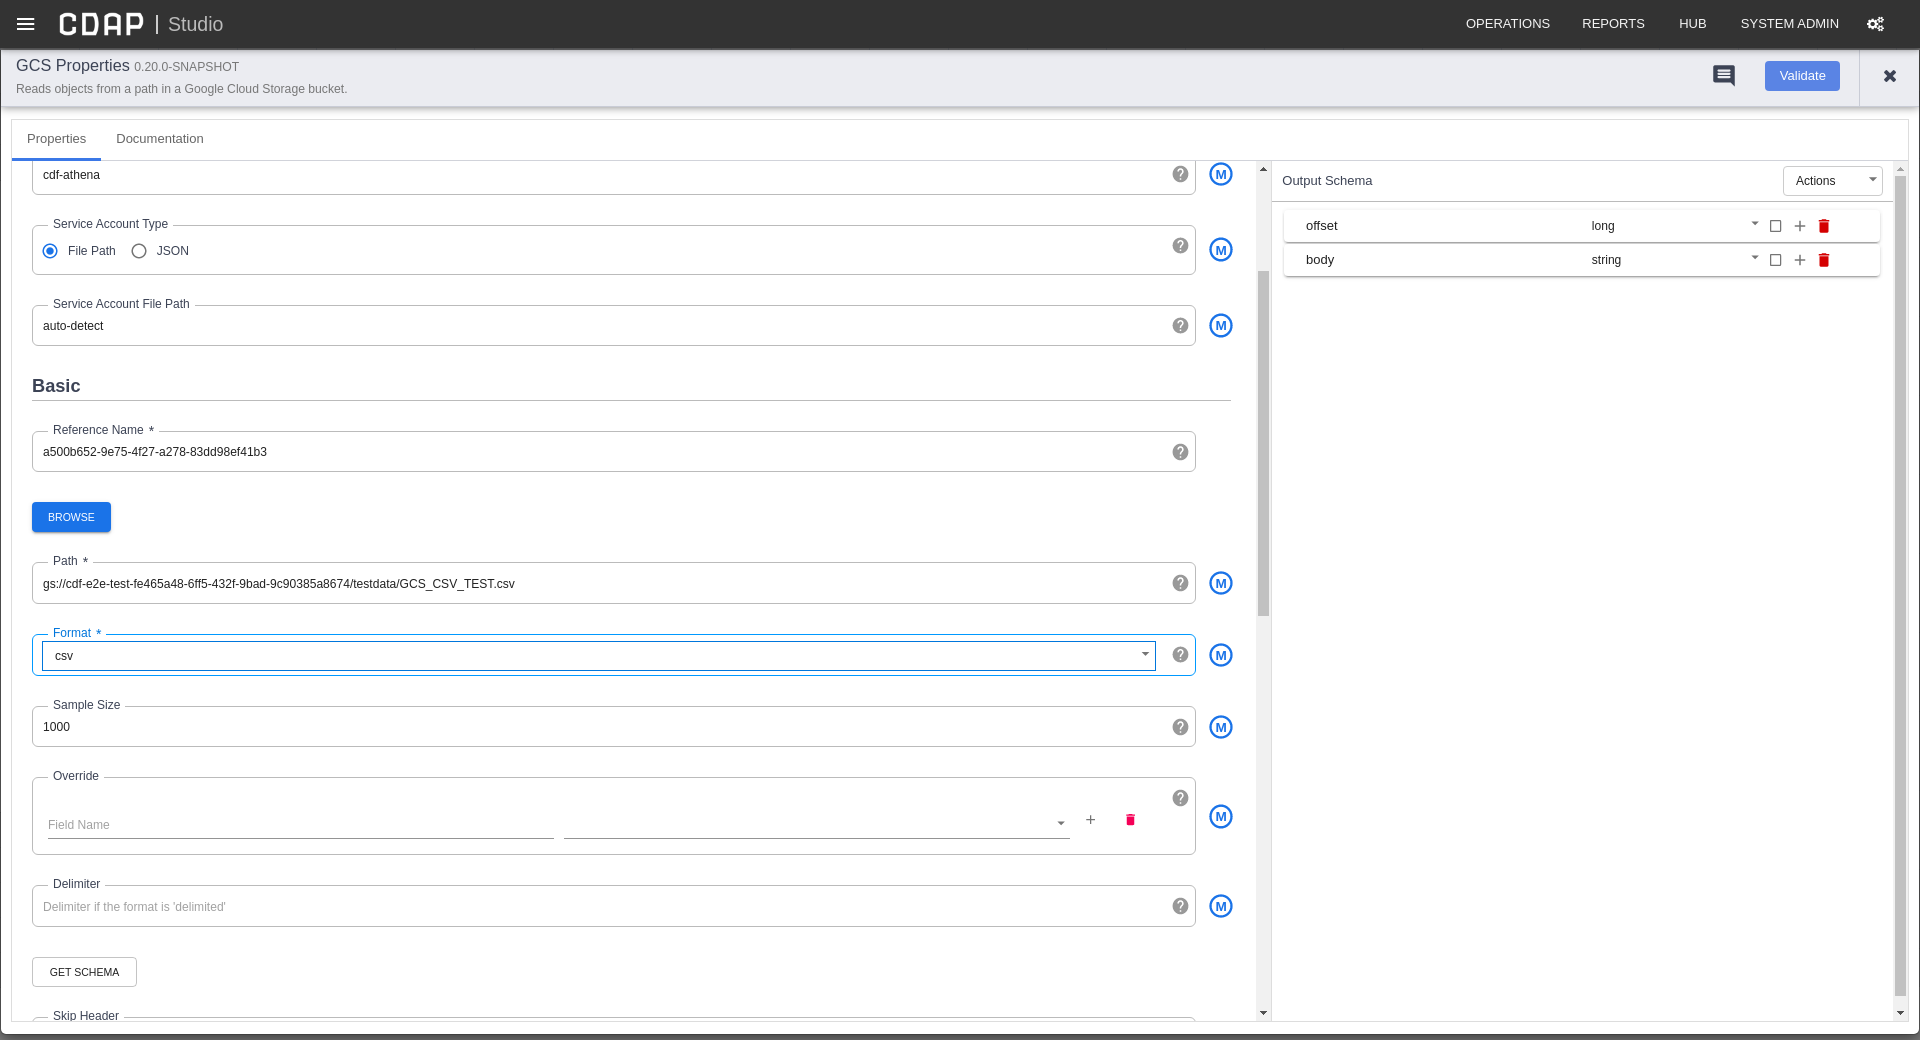 CDAP | Studio
OPERATIONS REPORTS HUB SYSTEM ADMIN
GCS Properties 0.20.0-SNAPSHOT
Reads objects from a path in a Google Cloud Storage bucket.
Validate
Properties Documentation
cdf-athena
M
Service Account Type
File Path JSON
M
Service Account File Path
auto-detect
M
Basic
Reference Name *
a500b652-9e75-4f27-a278-83dd98ef41b3
BROWSE
Path *
gs://cdf-e2e-test-fe465a48-6ff5-432f-9bad-9c90385a8674/testdata/GCS_CSV_TEST.csv
M
Format *
csv
M
Sample Size
1000
M
Override
Field Name
M
Delimiter
Delimiter if the format is 'delimited'
M
GET SCHEMA
Skip Header
Output Schema
Actions
offset long
body string